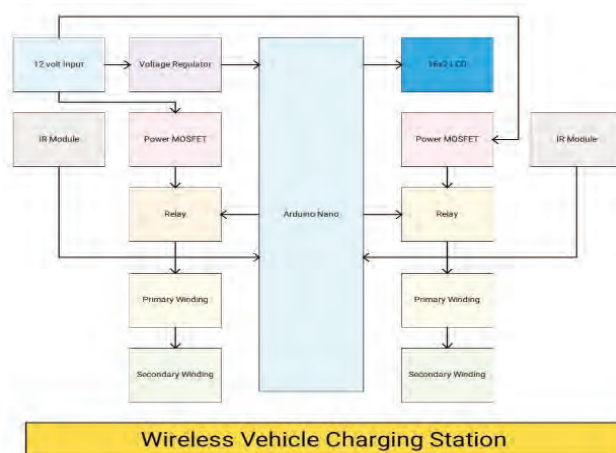 12 volt Input
Voltage Regulator
16x2 LCD
IR Module
Power MOSFET
Power MOSFET
IR Module
Relay
Arduino Nano
Relay
Primary Winding
Primary Winding
Secondary Winding
Secondary Winding
Wireless Vehicle Charging Station